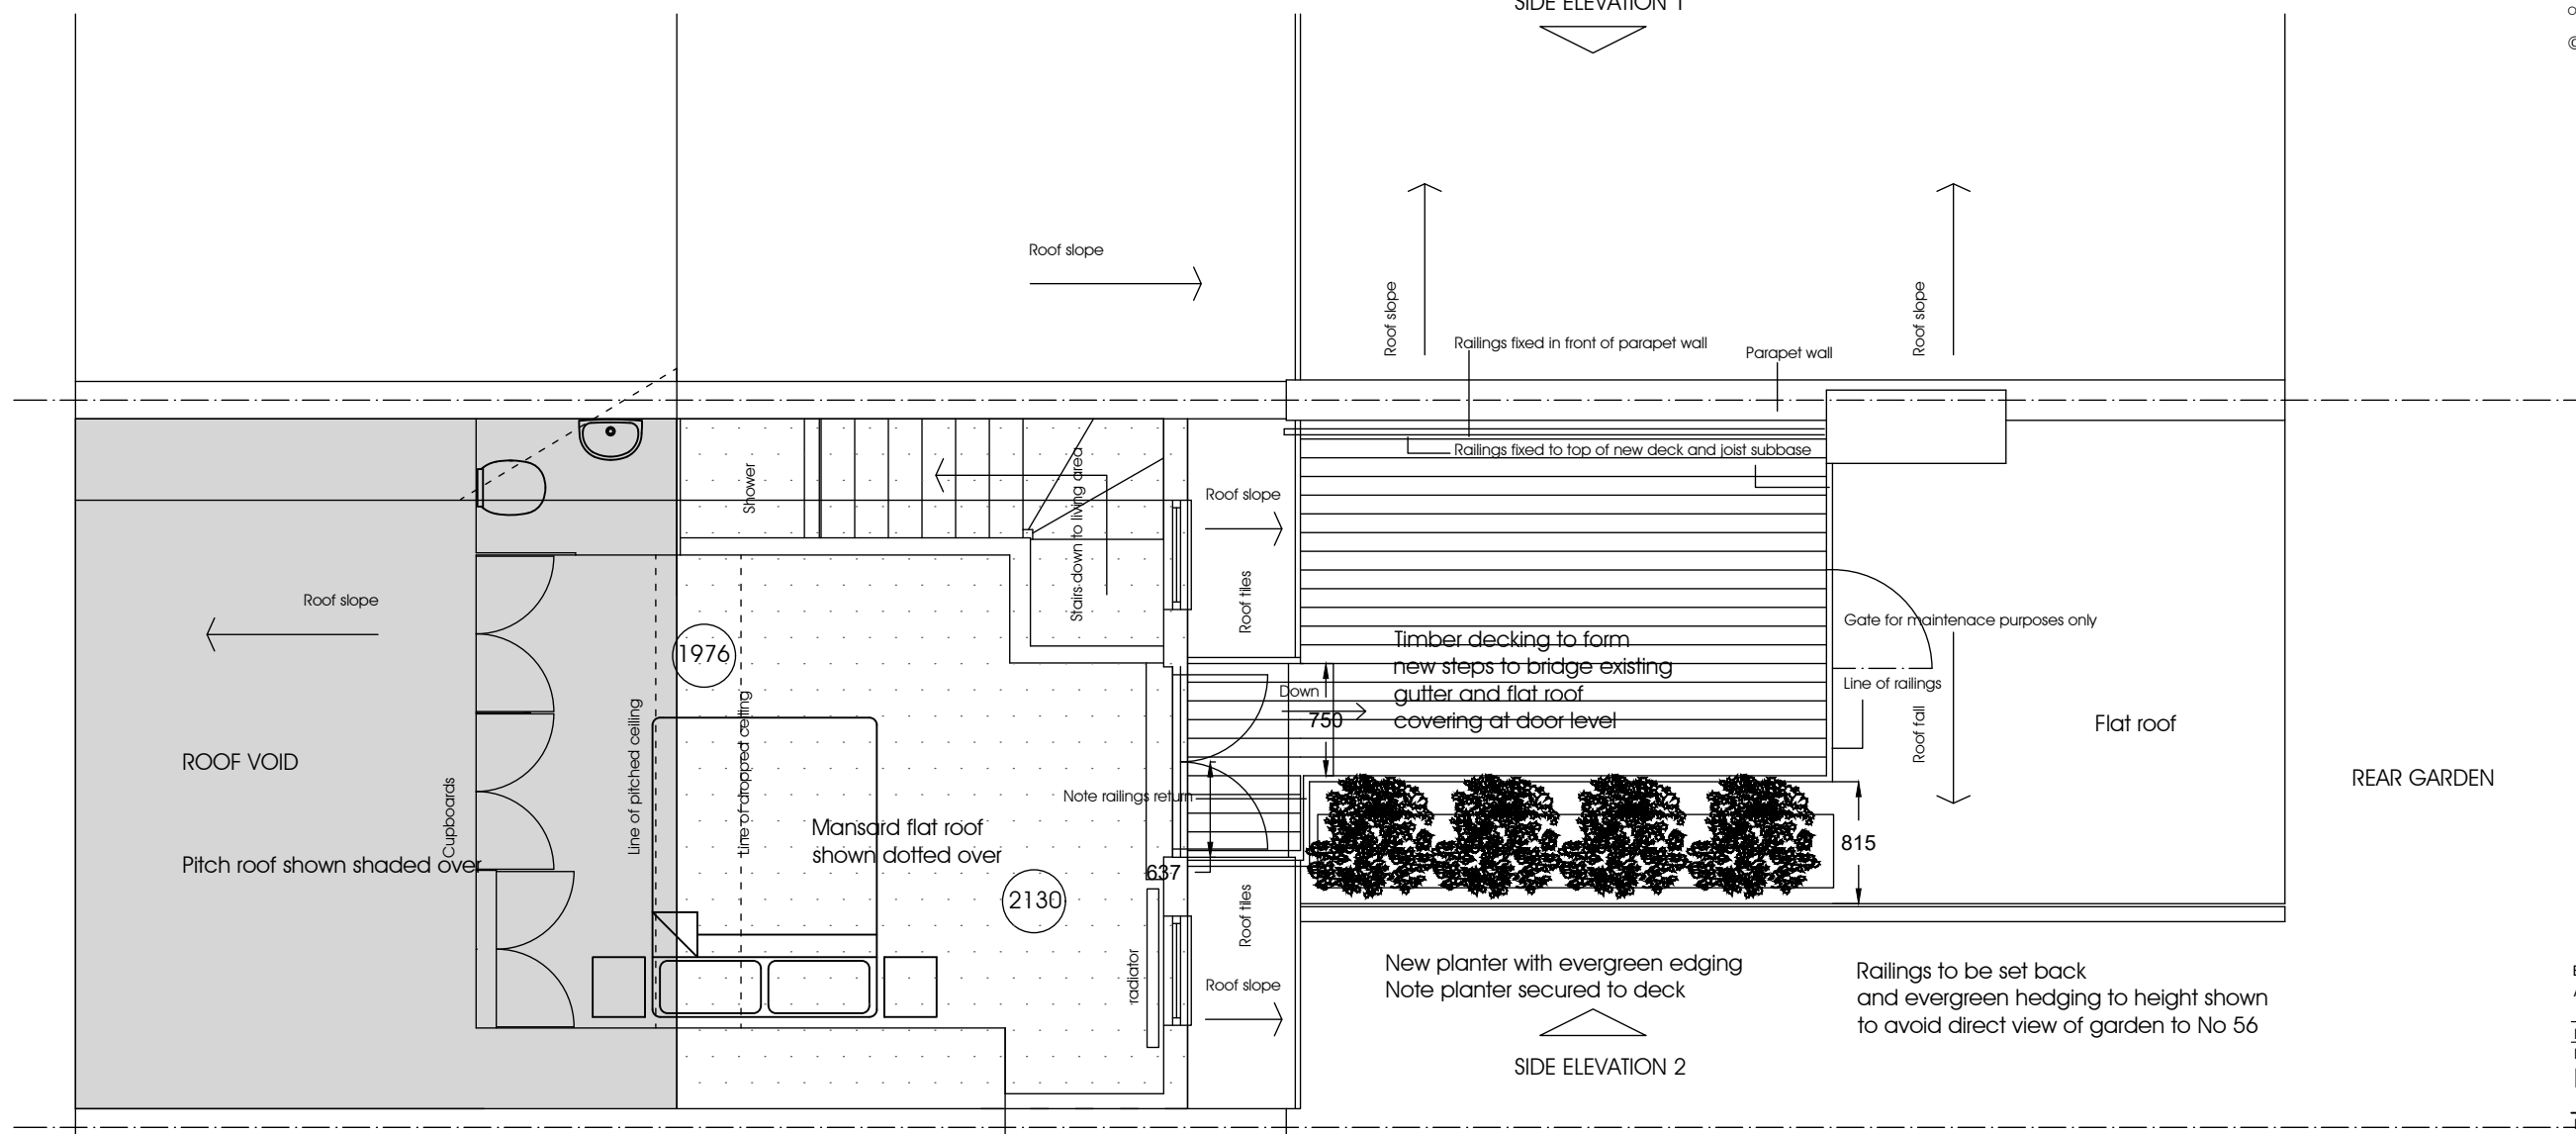 SIDE ELEVATION 1
©
Roof slope
Roof slope
Roof slope
Railings fixed in front of parapet wall
Parapet wall
Railings fixed to top of new deck and joist subbase
Shower
Stairs down to living area
Roof slope
Roof tiles
Roof slope
Gate for maintenace purposes only
1976
Timber decking to form
new steps to bridge existing
gutter and flat roof
covering at door level
Down
750
Line of railings
Roof fall
Flat roof
Line of pitched ceiling
Line of dropped ceiling
ROOF VOID
REAR GARDEN
Cupboards
Note railings return
Mansard flat roof
shown dotted over
815
Pitch roof shown shaded over
637
2130
Roof tiles
radiator
Roof slope
New planter with evergreen edging
Note planter secured to deck
Railings to be set back
and evergreen hedging to height shown
to avoid direct view of garden to No 56
SIDE ELEVATION 2